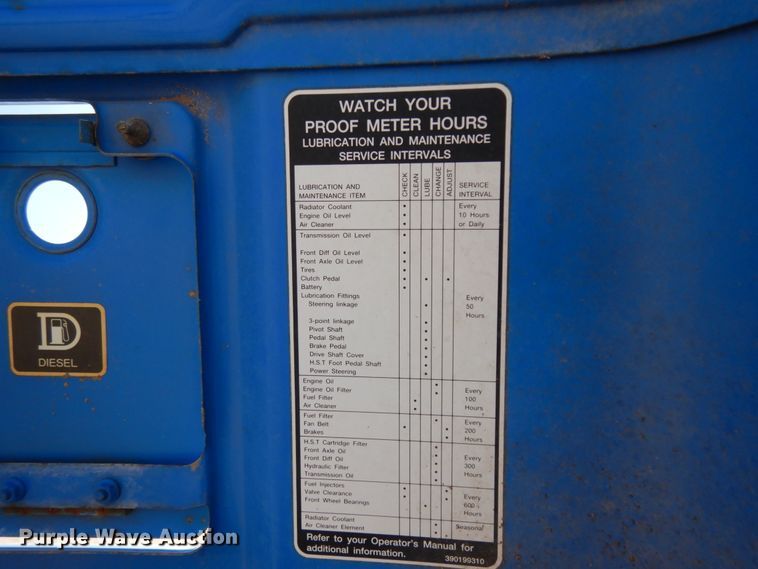 WATCH YOUR
PROOF METER HOURS
LUBRICATION AND MAINTENANCE
SERVICE INTERVALS
LUBRICATION AND
MAINTENANCE ITEM
CHECK
CLEAN
LUBE
CHANGE
ADJUST
SERVICE
INTERVAL
Radiator Coolant
Engine Oil Level
Air Cleaner
Every
10 Hours
or Daily
Transmission Oil Level
Front Diff Oil Level
Front Axle Oil Level
Tires
Clutch Pedal
Battery
Lubrication Fittings
Steering linkage
3-point linkage
Pivot Shaft
Pedal Shaft
Brake Pedal
Drive Shaft Cover
H.S.T Foot Pedal Shaft
Power Steering
Every
50
Hours
Engine Oil
Engine Oil Filter
Fuel Filter
Air Cleaner
Every
100
Hours
Fuel Filter
Fan Belt
Brakes
Every
200
Hours
H.S.T Cartridge Filter
Front Axle Oil
Front Diff Oil
Hydraulic Filter
Transmission Oil
Every
300
Hours
Fuel Injectors
Valve Clearance
Front Wheel Bearings
Every
600
Hours
Radiator Coolant
Air Cleaner Element
Seasonal
Refer to your Operator's Manual for
additional information.
390199310
D
DIESEL
Purple Wave Auction